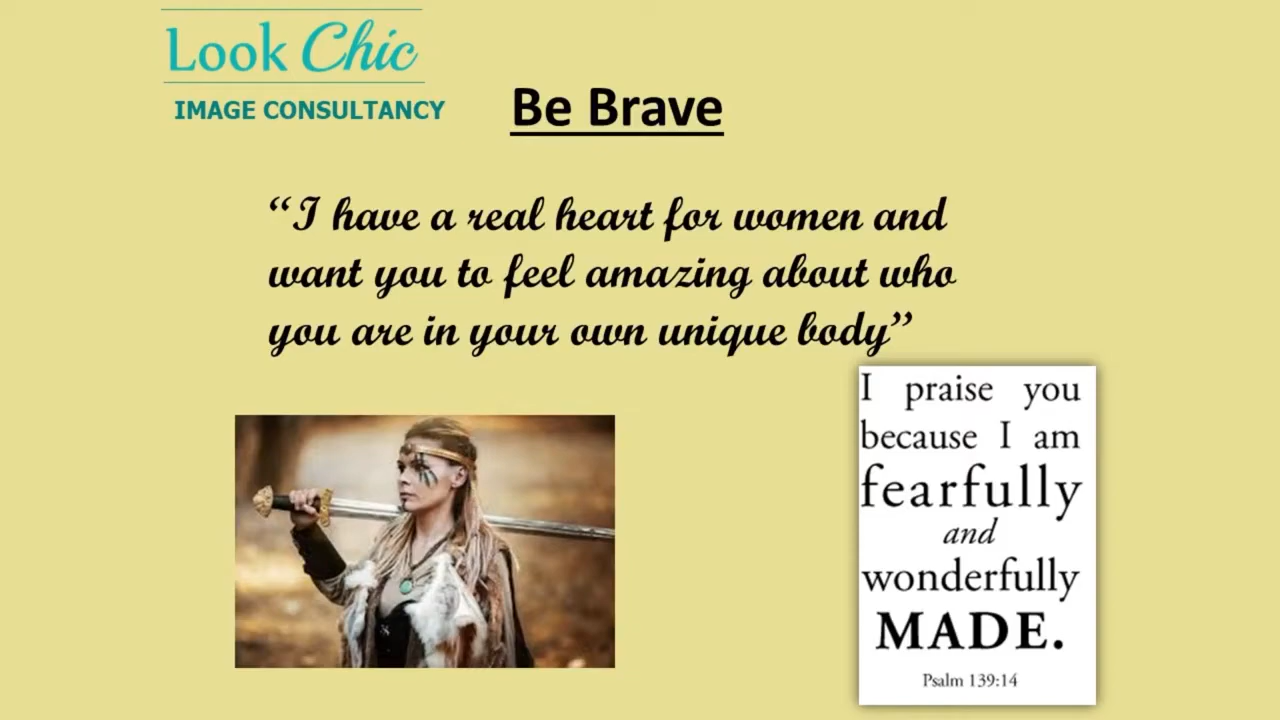 Look Chic
IMAGE CONSULTANCY
Be Brave
“I have a real heart for women and
want you to feel amazing about who
you are in your own unique body”
I praise you
because I am
fearfully
and
wonderfully
MADE.
Psalm 139:14